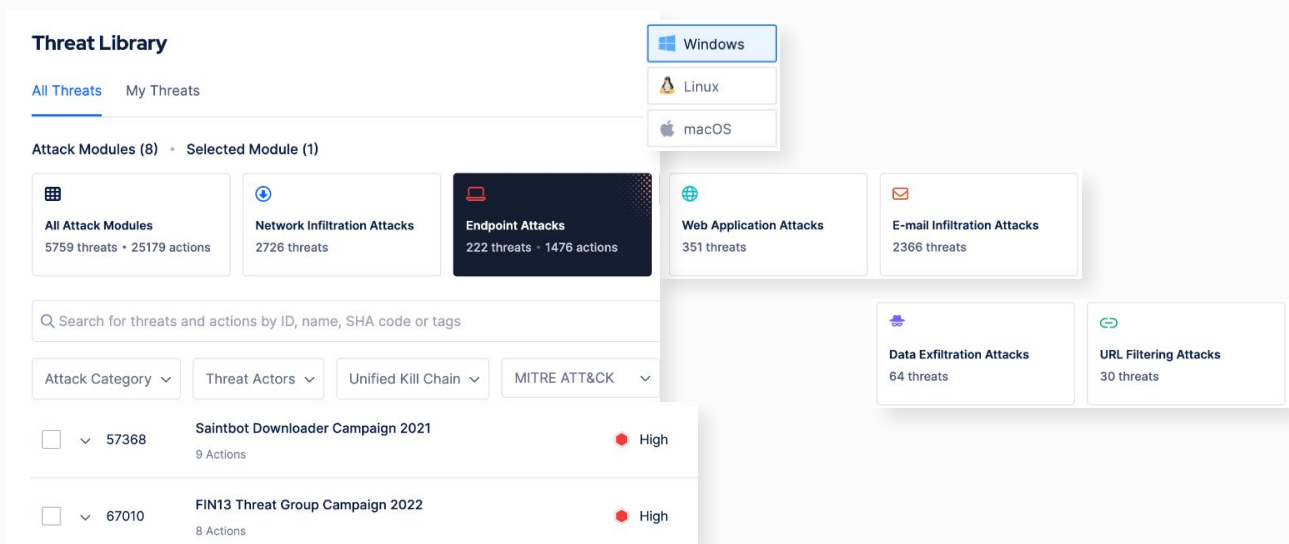 Threat Library
Windows
Linux
macOS
All Threats My Threats
Attack Modules (8) • Selected Module (1)
All Attack Modules
5759 threats • 25179 actions
Network Infiltration Attacks
2726 threats
Endpoint Attacks
222 threats • 1476 actions
Web Application Attacks
351 threats
E-mail Infiltration Attacks
2366 threats
Data Exfiltration Attacks
64 threats
URL Filtering Attacks
30 threats
Search for threats and actions by ID, name, SHA code or tags
Attack Category Threat Actors Unified Kill Chain MITRE ATT&CK
57368 Saintbot Downloader Campaign 2021 High
9 Actions
67010 FIN13 Threat Group Campaign 2022 High
8 Actions